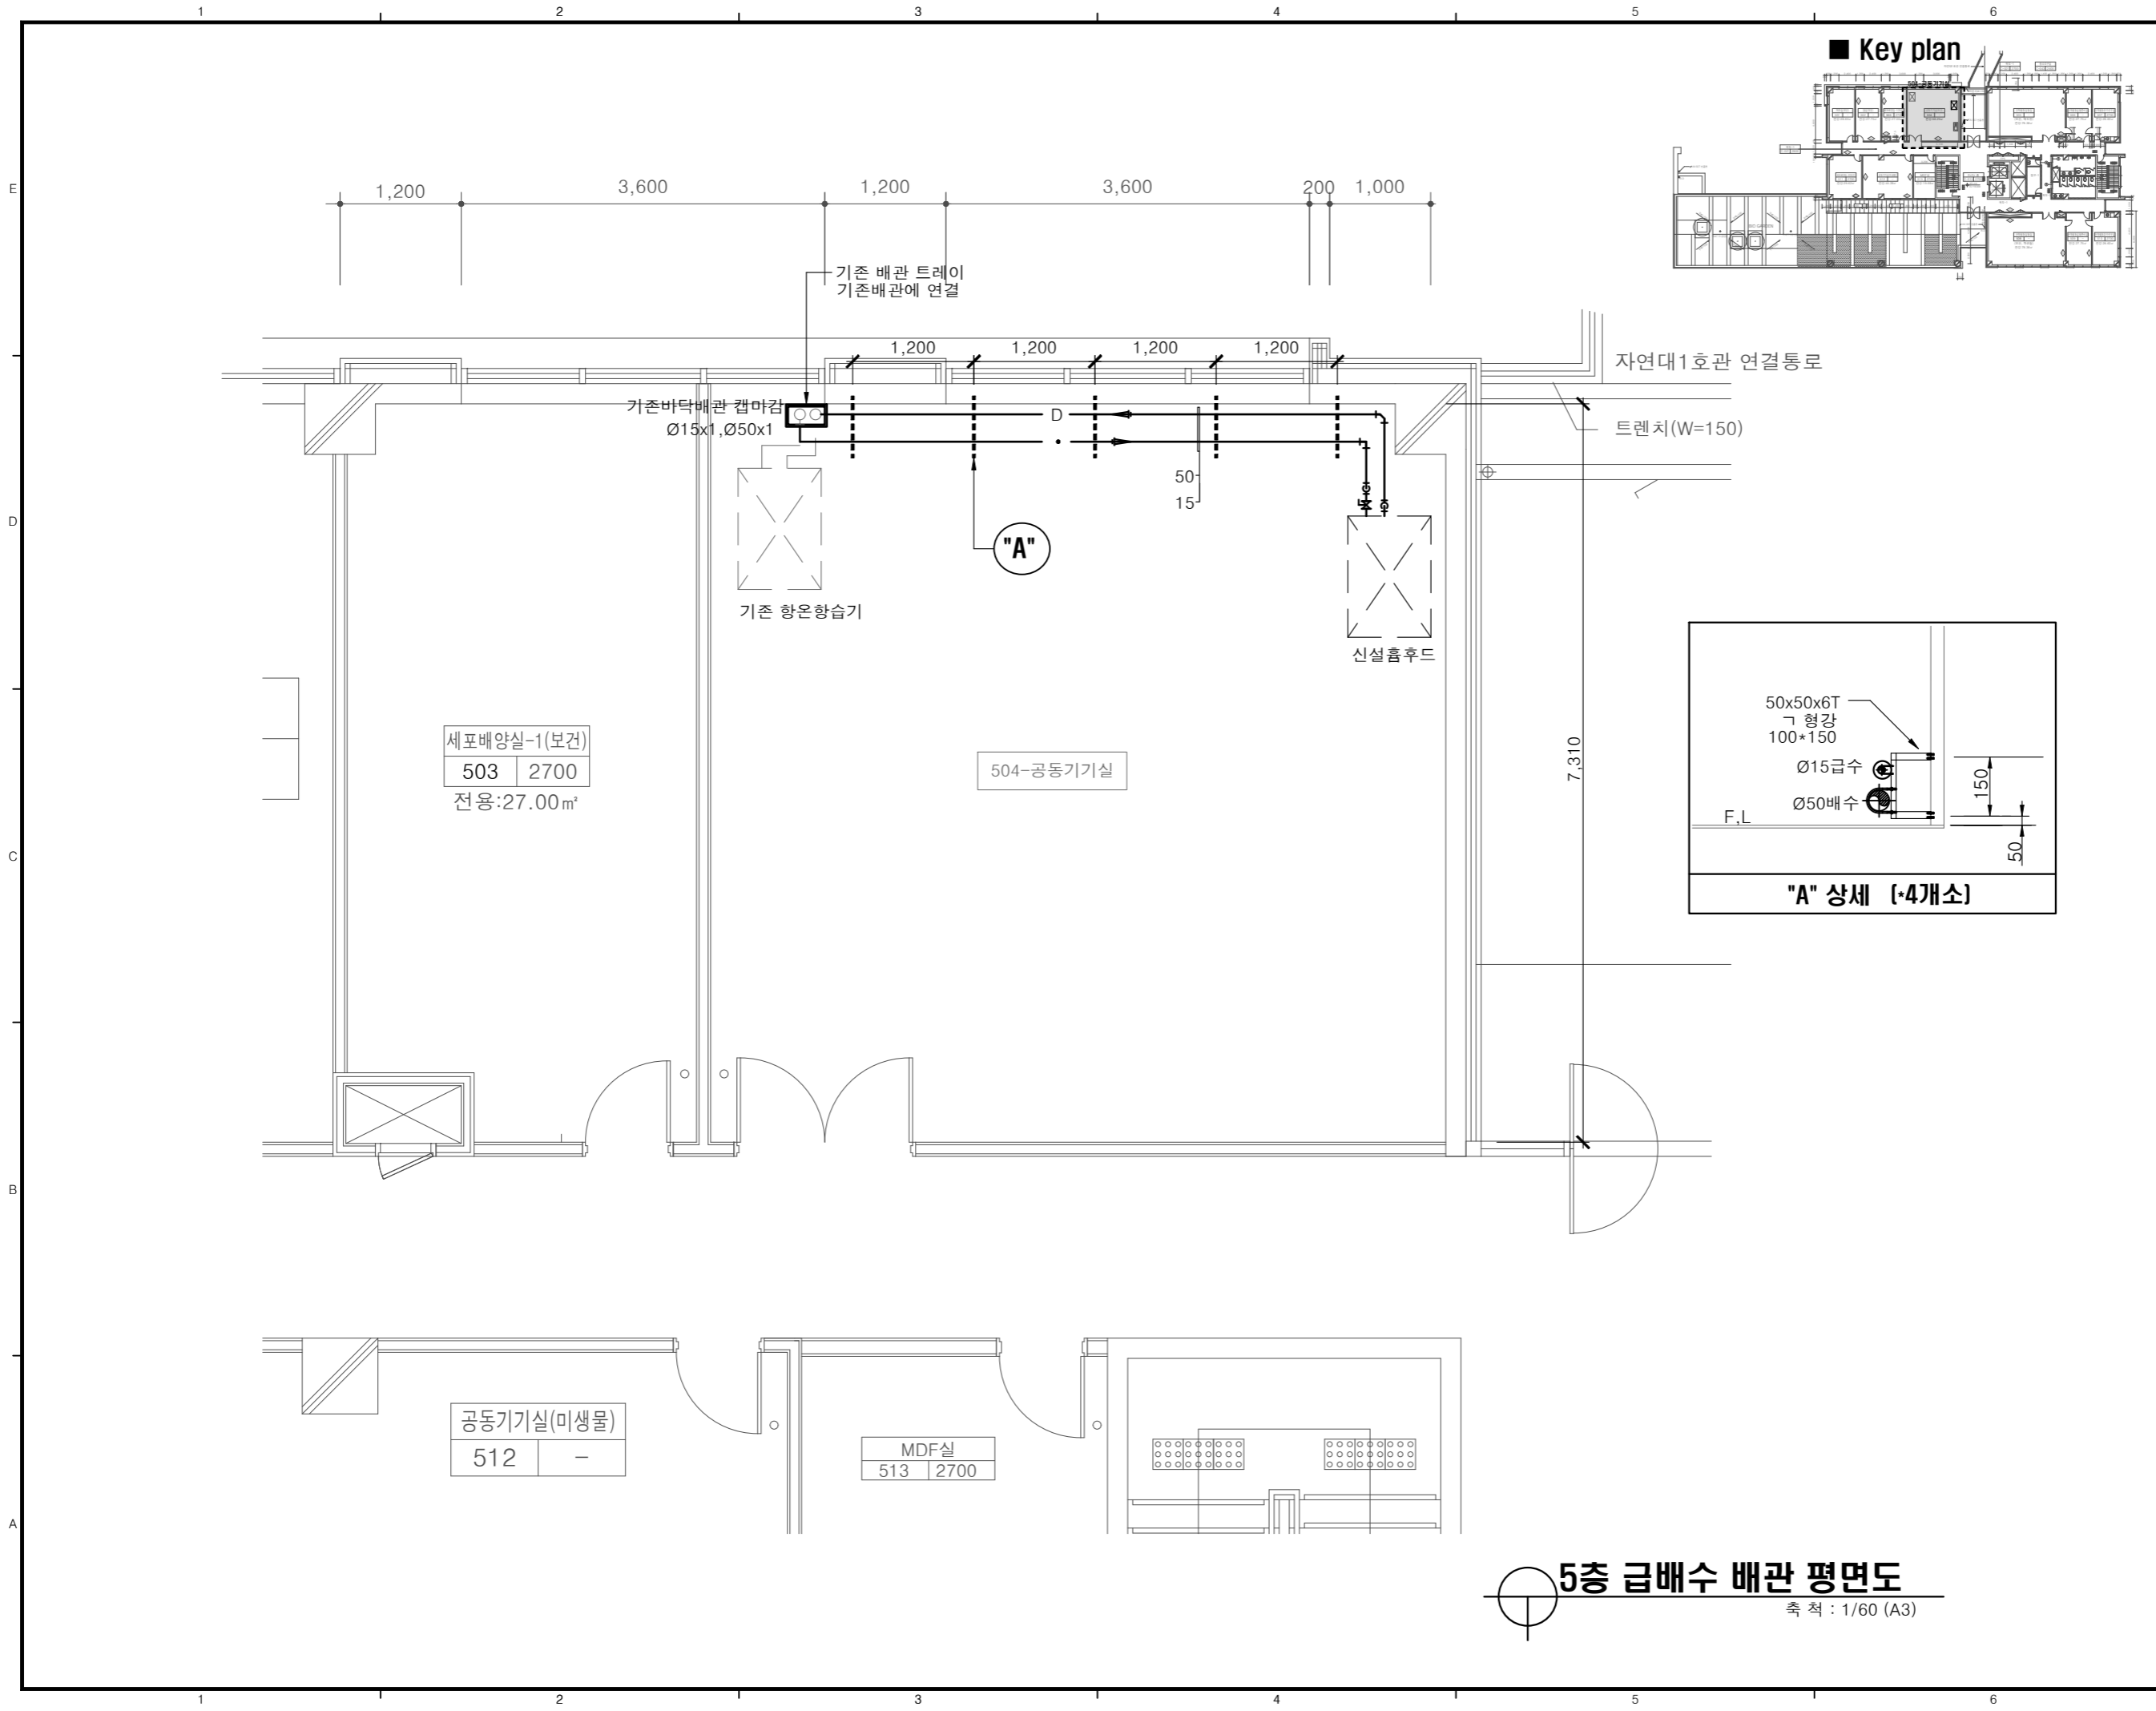 1 2 3 4 5 6
■ Key plan
E
1,200 3,600 1,200 3,600 200 1,000
기존 배관 트레이
기존배관에 연결
1,200 1,200 1,200 1,200
자연대1호관 연결통로
기존바닥배관 캡마감
Ø15x1,Ø50x1
D
트렌치(W=150)
50
15
D
"A"
기존 항온항습기
신설흄후드
50x50x6T
ㄱ 형강
100*150
Ø15급수
Ø50배수
F,L
150
50
"A" 상세 (*4개소)
세포배양실-1(보건)
503 2700
전용:27.00㎡
504-공동기기실
7,310
C
B
공동기기실(미생물)
512 -
MDF실
513 2700
A
5층 급배수 배관 평면도
축 척 : 1/60 (A3)
1 2 3 4 5 6